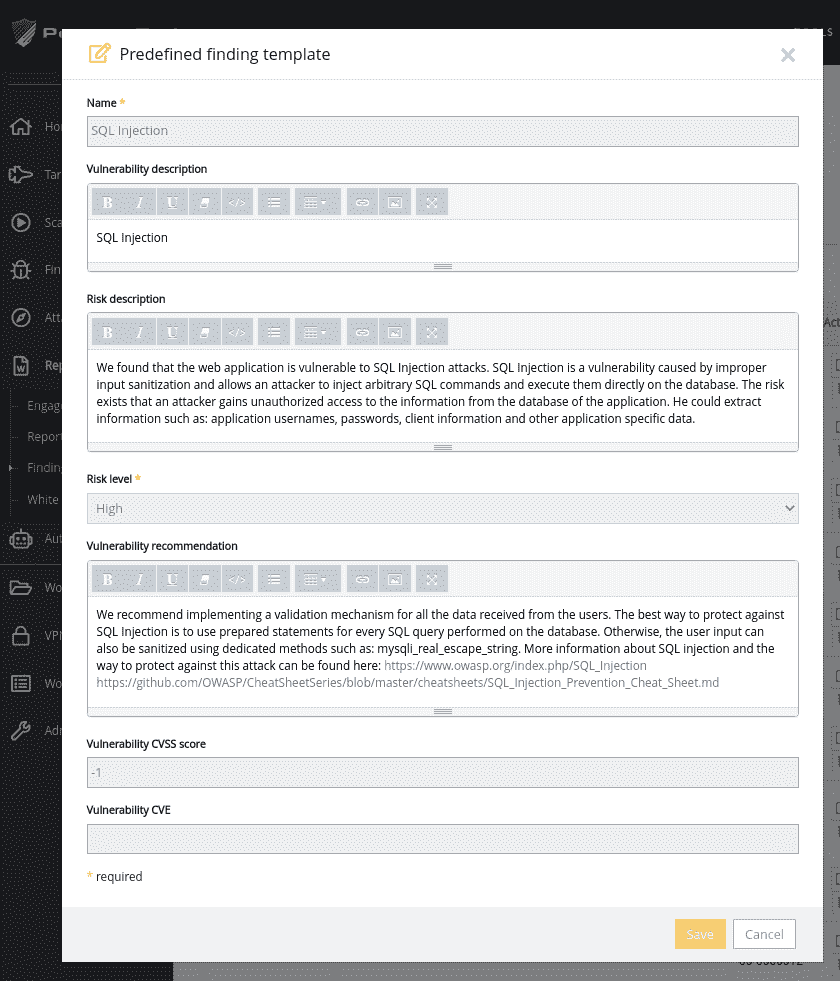 Predefined finding template
Name *
SQL Injection
Vulnerability description
B I U </>
SQL Injection
Risk description
B I U </>
We found that the web application is vulnerable to SQL Injection attacks. SQL Injection is a vulnerability caused by improper
input sanitization and allows an attacker to inject arbitrary SQL commands and execute them directly on the database. The risk
exists that an attacker gains unauthorized access to the information from the database of the application. He could extract
information such as: application usernames, passwords, client information and other application specific data.
Risk level *
High
Vulnerability recommendation
B I U </>
We recommend implementing a validation mechanism for all the data received from the users. The best way to protect against
SQL Injection is to use prepared statements for every SQL query performed on the database. Otherwise, the user input can
also be sanitized using dedicated methods such as: mysqli_real_escape_string. More information about SQL injection and the
way to protect against this attack can be found here: https://www.owasp.org/index.php/SQL_Injection
https://github.com/OWASP/CheatSheetSeries/blob/master/cheatsheets/SQL_Injection_Prevention_Cheat_Sheet.md
Vulnerability CVSS score
-1
Vulnerability CVE
* required
Save Cancel
Engag
Report
Finding
White